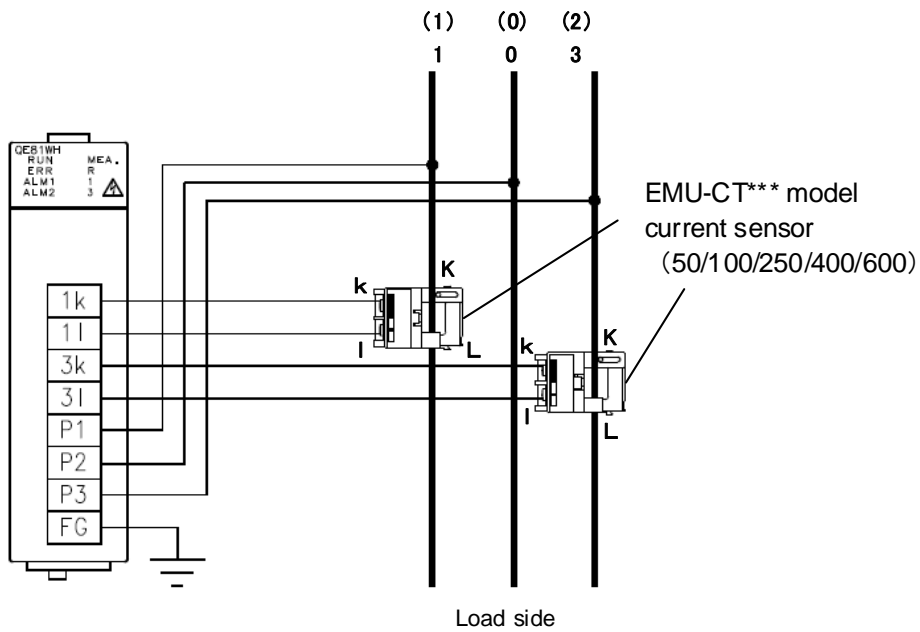 (1) (0) (2)
1 0 3
QE81WH
RUN MEA.
ERR R
ALM1 1
ALM2 3
EMU-CT*** model
current sensor
(50/100/250/400/600)
K
k
l
L
K
k
l
L
1k
1l
3k
3l
P1
P2
P3
FG
Load side